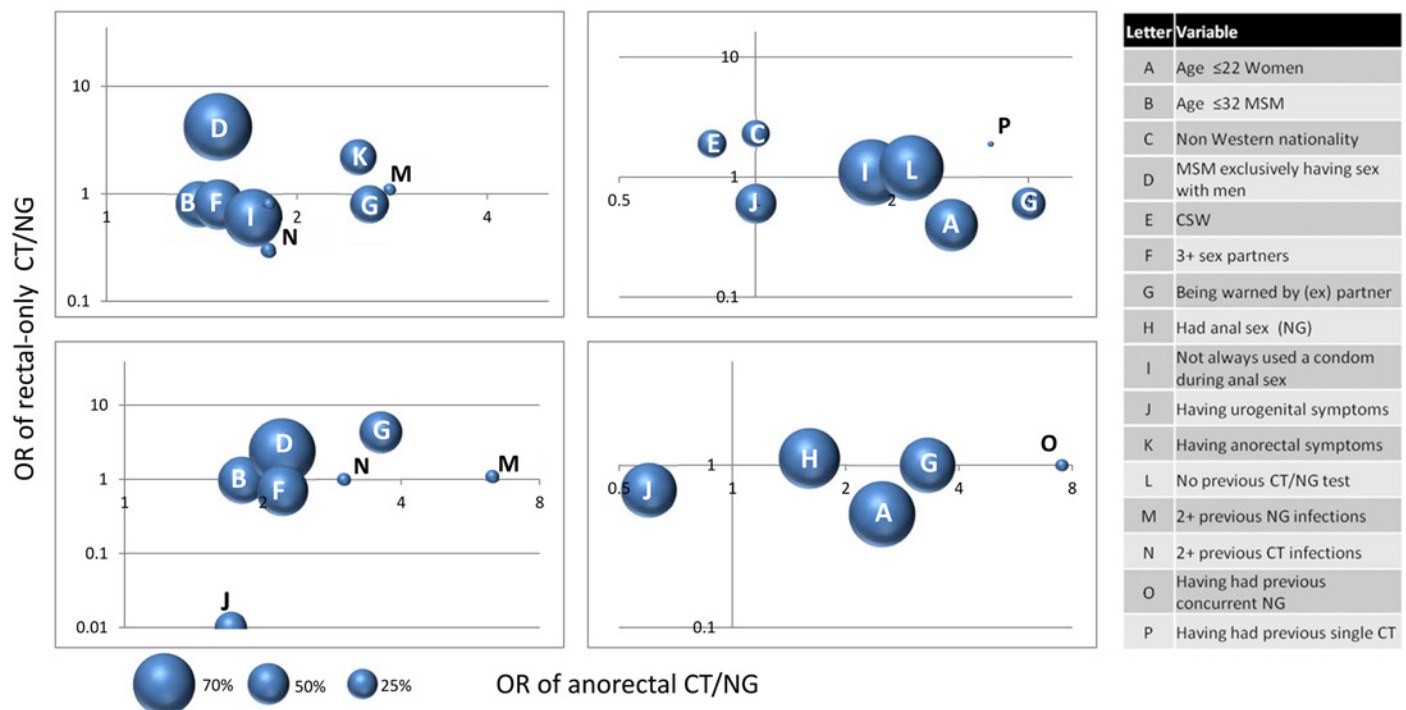 OR of rectal-only CT/NG
10
1
0.1
1
2
4
D
K
M
B
F
I
G
N
10
1
0.1
0.5
1
2
4
E
C
P
I
L
J
A
G
10
1
0.1
0.01
1
2
4
8
D
G
B
F
N
M
J
1
0.1
0.5
1
2
4
8
J
H
A
G
O
70%
50%
25%
OR of anorectal CT/NG
Letter Variable
A Age ≤22 Women
B Age ≤32 MSM
C Non Western nationality
D MSM exclusively having sex
with men
E CSW
F 3+ sex partners
G Being warned by (ex) partner
H Had anal sex (NG)
I Not always used a condom
during anal sex
J Having urogenital symptoms
K Having anorectal symptoms
L No previous CT/NG test
M 2+ previous NG infections
N 2+ previous CT infections
O Having had previous
concurrent NG
P Having had previous single CT